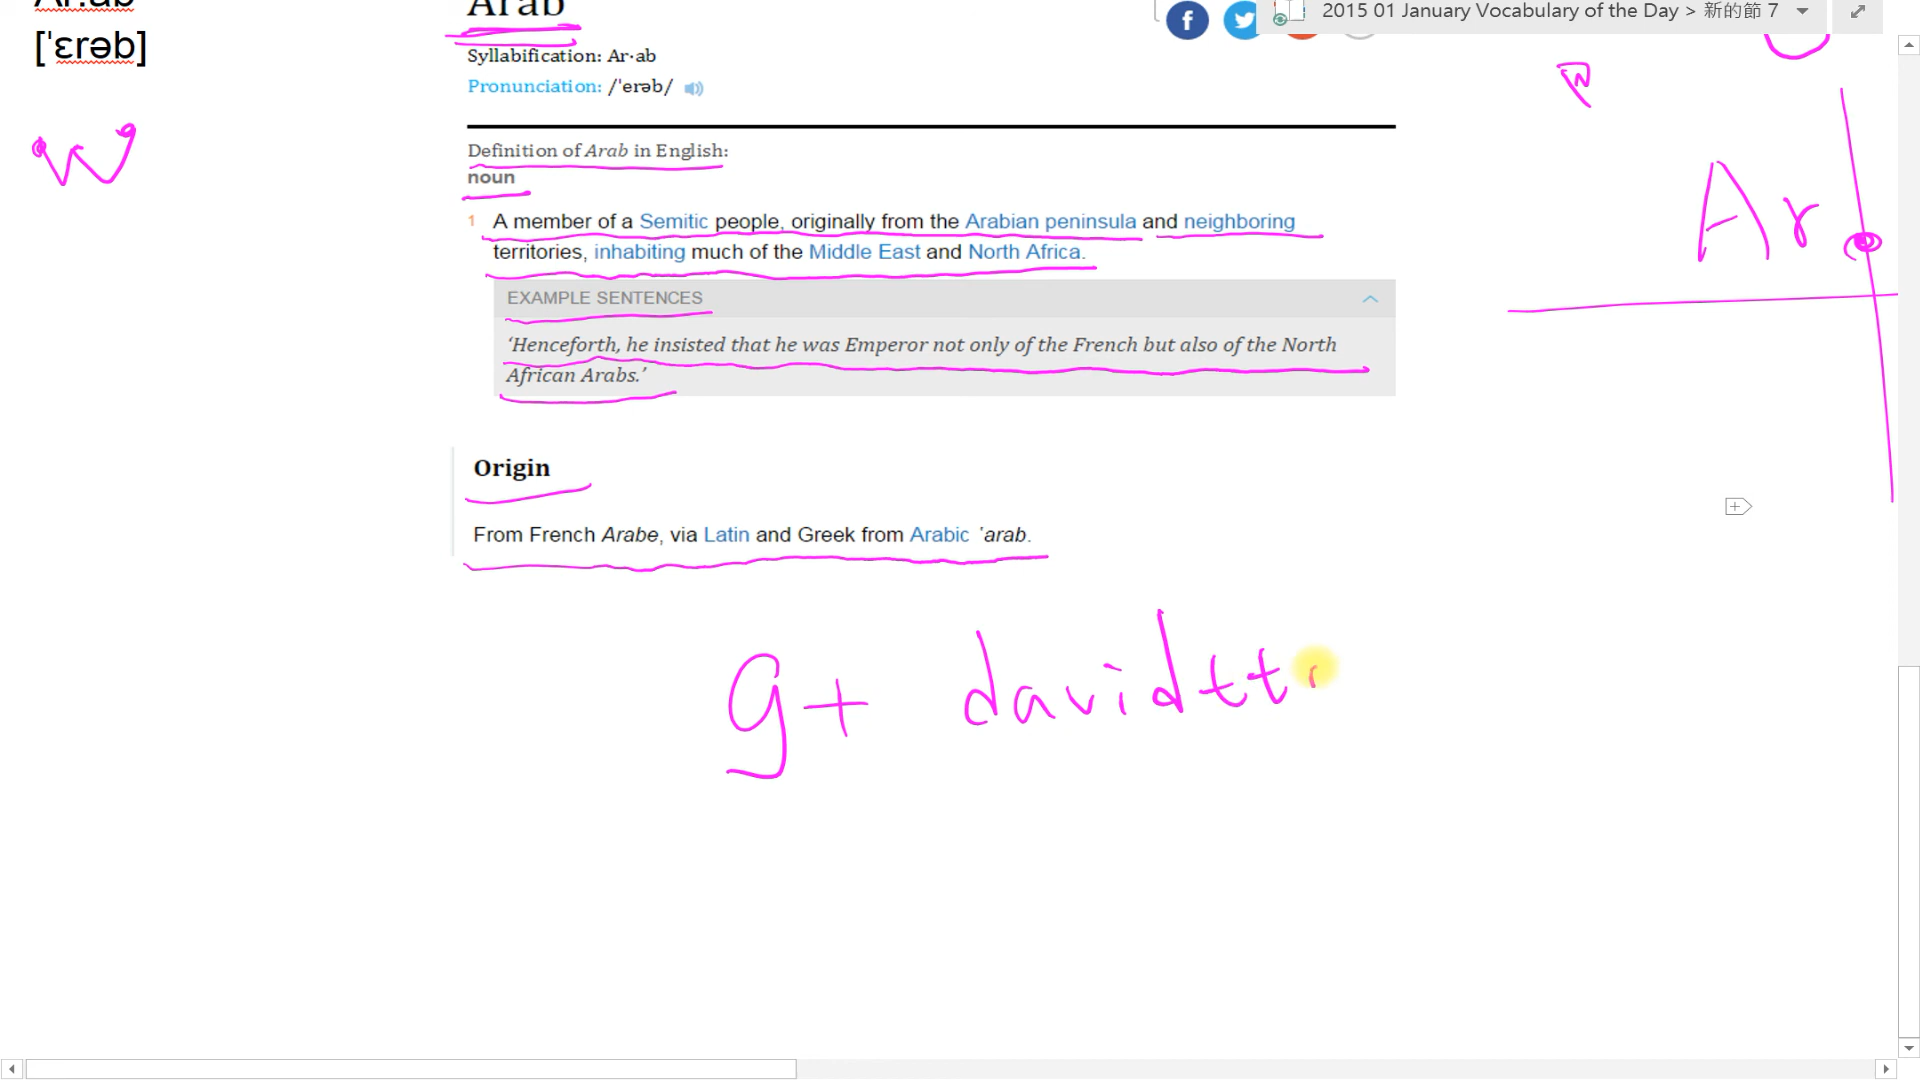 Ar.ab
[ˈɛrəb]
Arab
2015 01 January Vocabulary of the Day > 新的節 7
Syllabification: Ar·ab
Pronunciation: /ˈerəb/
Definition of Arab in English:
noun
1 A member of a Semitic people, originally from the Arabian peninsula and neighboring
territories, inhabiting much of the Middle East and North Africa.
EXAMPLE SENTENCES
‘Henceforth, he insisted that he was Emperor not only of the French but also of the North
African Arabs.’
Ar.
Origin
From French Arabe, via Latin and Greek from Arabic ‛arab.
g+ davidtt